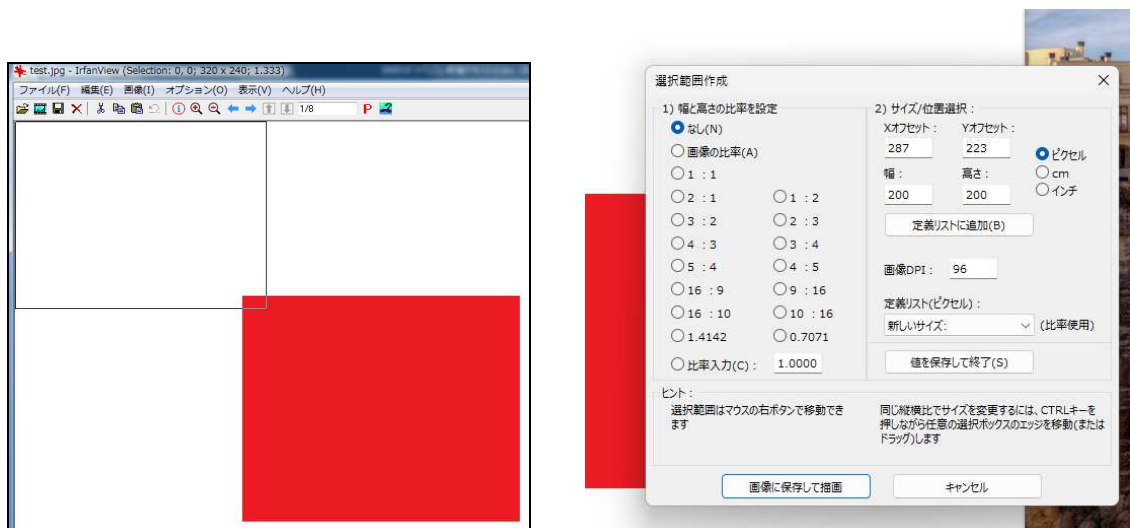 test.jpg - IrfanView (Selection: 0, 0; 320 x 240; 1.333)
ファイル(F) 編集(E) 画像(I) オプション(O) 表示(V) ヘルプ(H)
1/8 P
選択範囲作成
1) 幅と高さの比率を設定
なし(N)
画像の比率(A)
1 : 1
2 : 1 1 : 2
3 : 2 2 : 3
4 : 3 3 : 4
5 : 4 4 : 5
16 : 9 9 : 16
16 : 10 10 : 16
1.4142 0.7071
比率入力(C) : 1.0000
2) サイズ/位置選択 :
Xオフセット : Yオフセット :
287 223 ピクセル
幅 : 高さ : cm
200 200 インチ
定義リストに追加(B)
画像DPI : 96
定義リスト(ピクセル) :
新しいサイズ: (比率使用)
値を保存して終了(S)
ヒント :
選択範囲はマウスの右ボタンで移動でき
ます
同じ縦横比でサイズを変更するには、CTRLキーを
押しながら任意の選択ボックスのエッジを移動(または
ドラッグ)します
画像に保存して描画 キャンセル